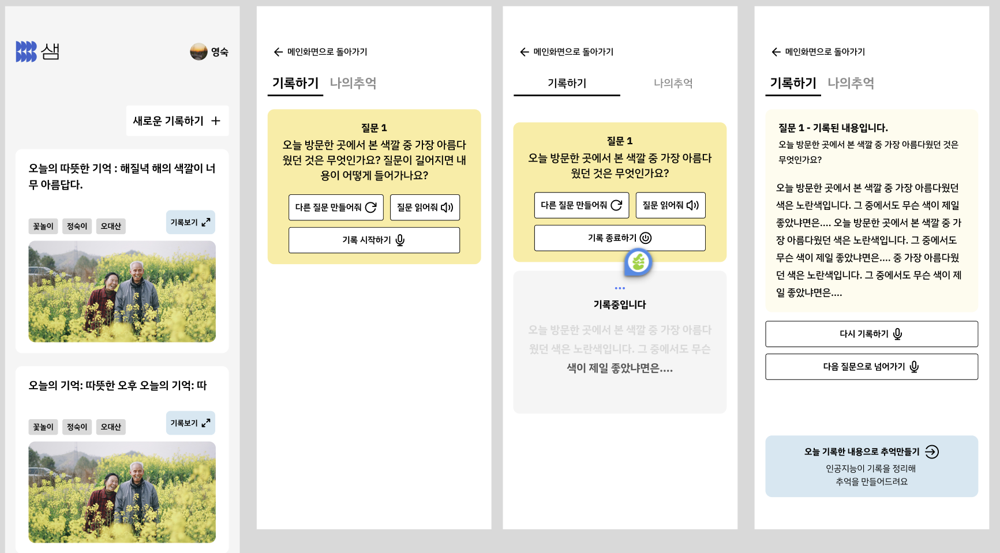 샘
영숙
새로운 기록하기
오늘의 따뜻한 기억 : 해질녘 해의 색깔이 너
무 아름답다.
꽃놀이 정숙이 오대산
기록보기
오늘의 기억: 따뜻한 오후 오늘의 기억: 따
꽃놀이 정숙이 오대산
기록보기
메인화면으로 돌아가기
기록하기 나의추억
질문 1
오늘 방문한 곳에서 본 색깔 중 가장 아름다
웠던 것은 무엇인가요? 질문이 길어지면 내
용이 어떻게 들어가나요?
다른 질문 만들어줘
질문 읽어줘
기록 시작하기
메인화면으로 돌아가기
기록하기 나의추억
질문 1
오늘 방문한 곳에서 본 색깔 중 가장 아름다
웠던 것은 무엇인가요?
다른 질문 만들어줘
질문 읽어줘
기록 종료하기
...
기록중입니다
오늘 방문한 곳에서 본 색깔 중 가장 아름다
웠던 색은 노란색입니다. 그 중에서도 무슨
색이 제일 좋았냐면은....
메인화면으로 돌아가기
기록하기 나의추억
질문 1 - 기록된 내용입니다.
오늘 방문한 곳에서 본 색깔 중 가장 아름다웠던 것은
무엇인가요?
오늘 방문한 곳에서 본 색깔 중 가장 아름다웠던
색은 노란색입니다. 그 중에서도 무슨 색이 제일
좋았냐면은.... 오늘 방문한 곳에서 본 색깔 중 가
장 아름다웠던 색은 노란색입니다. 그 중에서도
무슨 색이 제일 좋았냐면은.... 중 가장 아름다웠
던 색은 노란색입니다. 그 중에서도 무슨 색이 제
일 좋았냐면은....
다시 기록하기
다음 질문으로 넘어가기
오늘 기록한 내용으로 추억만들기
인공지능이 기록을 정리해
추억을 만들어드려요